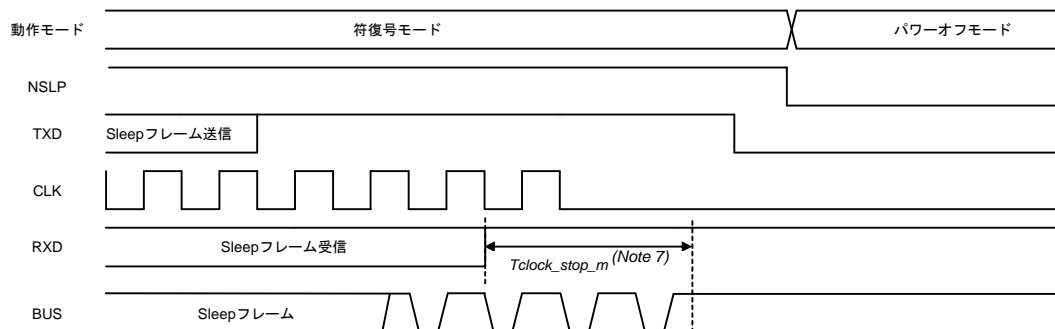 動作モード 符復号モード パワーオフモード
NSLP
TXD Sleepフレーム送信
CLK
RXD Sleepフレーム受信
Tclock_stop_m (Note 7)
BUS Sleepフレーム